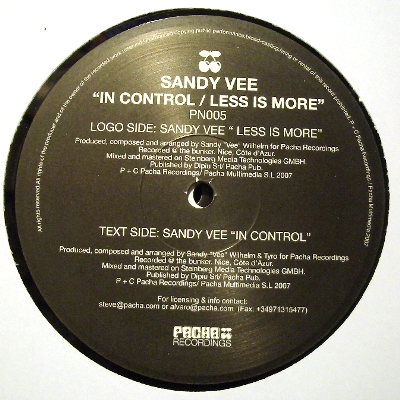 SANDY VEE
"IN CONTROL / LESS IS MORE"
PN005
LOGO SIDE: SANDY VEE " LESS IS MORE"
Produced, composed and arranged by Sandy "Vee" Wilhelm for Pacha Recordings
Recorded @ the bunker. Nice, Côte d'Azur.
Mixed and mastered on Steinberg Media Technologies GMBH.
Published by Dipiu Srl/ Pacha Pub.
P + C Pacha Recordings/ Pacha Multimedia S.L 2007
TEXT SIDE: SANDY VEE "IN CONTROL"
Produced, composed and arranged by Sandy "Vee" Wilhelm & Tyro for Pacha Recordings
Recorded @ the bunker. Nice, Côte d'Azur.
Mixed and mastered on Steinberg Media Technologies GMBH.
Published by Dipiu Srl/ Pacha Pub.
P + C Pacha Recordings/ Pacha Multimedia S.L 2007
For licensing & info contact:
steve@pacha.com or alvaro@pacha.com (Fax: +34971315477)
PACHA
RECORDINGS